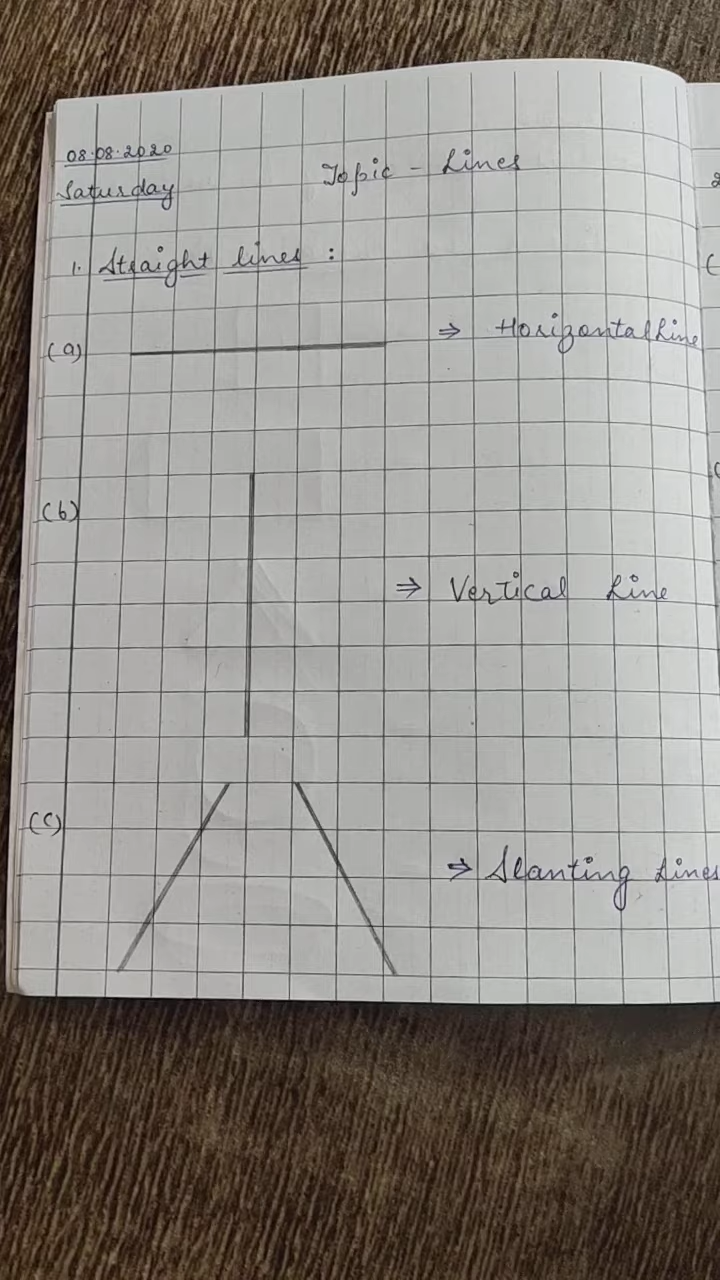 08.08.2020
Saturday
Topic - Lines
1. Straight lines :
(a) ⇒ Horizontal Line
(b)
⇒ Vertical Line
(c)
⇒ Slanting Lines